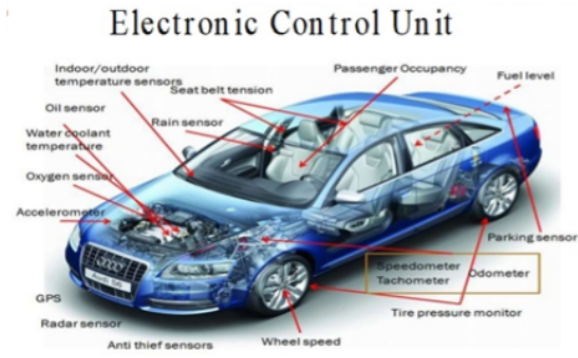 Electronic Control Unit
Indoor/outdoor
temperature sensors
Passenger Occupancy
Fuel level
Seat belt tension
Oil sensor
Rain sensor
Water coolant
temperature
Oxygen sensor
Accelerometer
Parking sensor
Speedometer
Tachometer
Odometer
GPS
Tire pressure monitor
Radar sensor
Anti thief sensors
Wheel speed
Audi S6